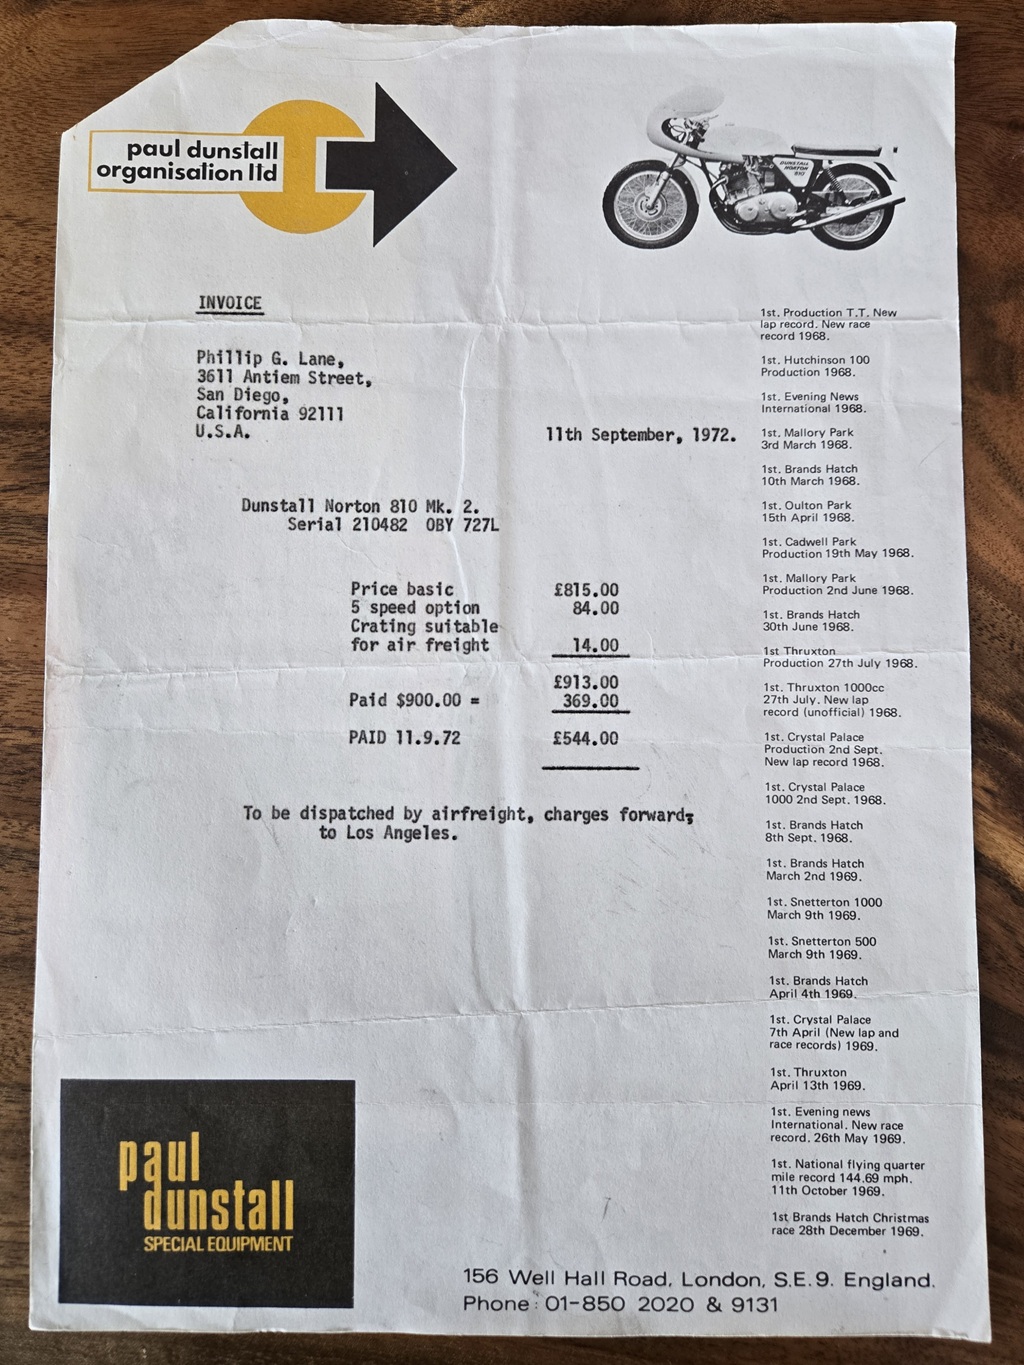 paul dunstall
organisation ltd
DUNSTALL
NORTON
810
INVOICE
Phillip G. Lane,
3611 Antiem Street,
San Diego,
California 92111
U.S.A.
11th September, 1972.
Dunstall Norton 810 Mk. 2.
Serial 210482 OBY 727L
Price basic £815.00
5 speed option 84.00
Crating suitable
for air freight 14.00
£913.00
Paid $900.00 = 369.00
PAID 11.9.72 £544.00
To be dispatched by airfreight, charges forward,
to Los Angeles.
1st. Production T.T. New
lap record. New race
record 1968.
1st. Hutchinson 100
Production 1968.
1st. Evening News
International 1968.
1st. Mallory Park
3rd March 1968.
1st. Brands Hatch
10th March 1968.
1st. Oulton Park
15th April 1968.
1st. Cadwell Park
Production 19th May 1968.
1st. Mallory Park
Production 2nd June 1968.
1st. Brands Hatch
30th June 1968.
1st Thruxton
Production 27th July 1968.
1st. Thruxton 1000cc
27th July. New lap
record (unofficial) 1968.
1st. Crystal Palace
Production 2nd Sept.
New lap record 1968.
1st. Crystal Palace
1000 2nd Sept. 1968.
1st. Brands Hatch
8th Sept. 1968.
1st. Brands Hatch
March 2nd 1969.
1st. Snetterton 1000
March 9th 1969.
1st. Snetterton 500
March 9th 1969.
1st. Brands Hatch
April 4th 1969.
1st. Crystal Palace
7th April (New lap and
race records) 1969.
1st. Thruxton
April 13th 1969.
1st. Evening news
International. New race
record. 26th May 1969.
1st. National flying quarter
mile record 144.69 mph.
11th October 1969.
1st Brands Hatch Christmas
race 28th December 1969.
paul
dunstall
SPECIAL EQUIPMENT
156 Well Hall Road, London, S.E.9. England.
Phone: 01-850 2020 & 9131